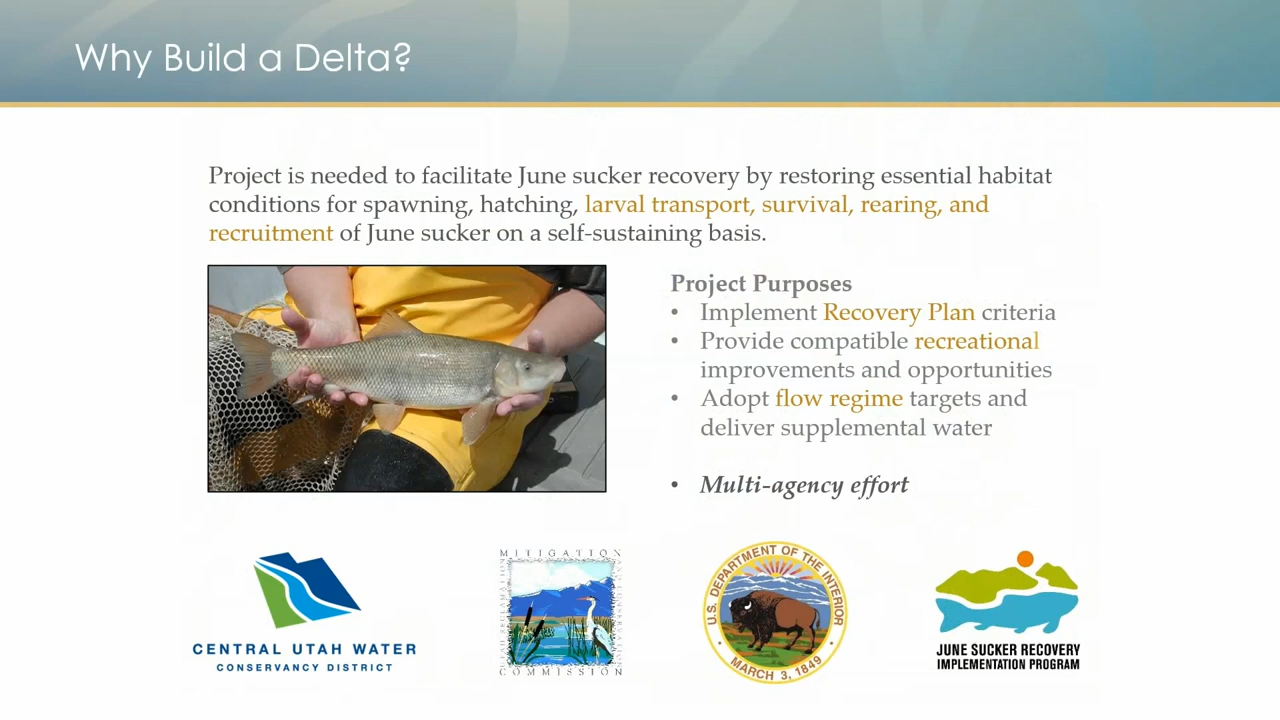 Why Build a Delta?
Project is needed to facilitate June sucker recovery by restoring essential habitat
conditions for spawning, hatching, larval transport, survival, rearing, and
recruitment of June sucker on a self-sustaining basis.
Project Purposes
• Implement Recovery Plan criteria
• Provide compatible recreational
improvements and opportunities
• Adopt flow regime targets and
deliver supplemental water
• Multi-agency effort
CENTRAL UTAH WATER
CONSERVANCY DISTRICT
MITIGATION
COMMISSION
U.S. DEPARTMENT OF THE INTERIOR
MARCH 3, 1849
JUNE SUCKER RECOVERY
IMPLEMENTATION PROGRAM